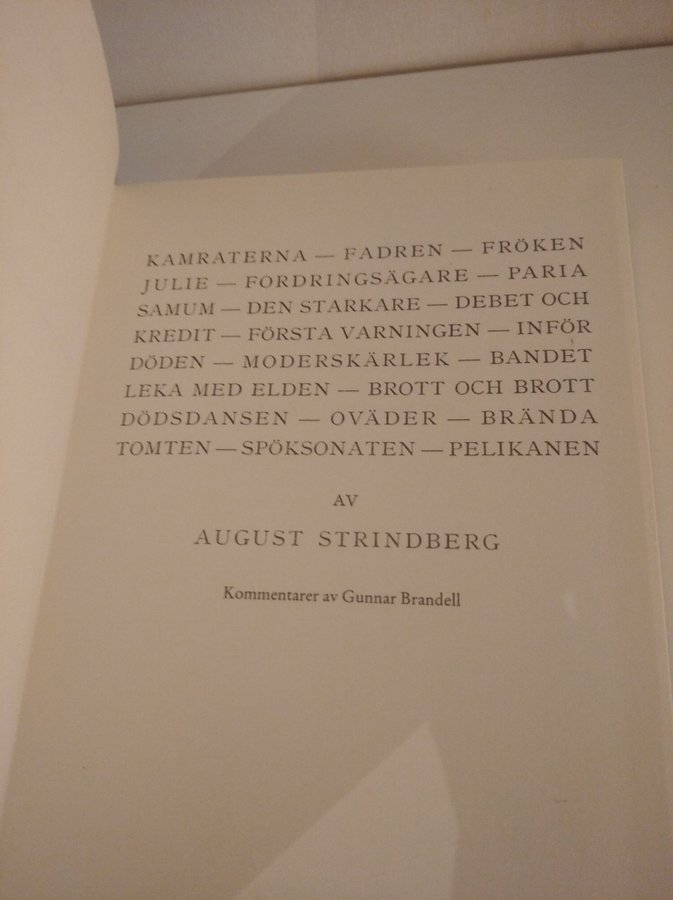 KAMRATERNA — FADREN — FRÖKEN
JULIE — FORDRINGSÄGARE — PARIA
SAMUM — DEN STARKARE — DEBET OCH
KREDIT — FÖRSTA VARNINGEN — INFÖR
DÖDEN — MODERSKÄRLEK — BANDET
LEKA MED ELDEN — BROTT OCH BROTT
DÖDSDANSEN — OVÄDER — BRÄNDA
TOMTEN — SPÖKSONATEN — PELIKANEN
AV
AUGUST STRINDBERG
Kommentarer av Gunnar Brandell